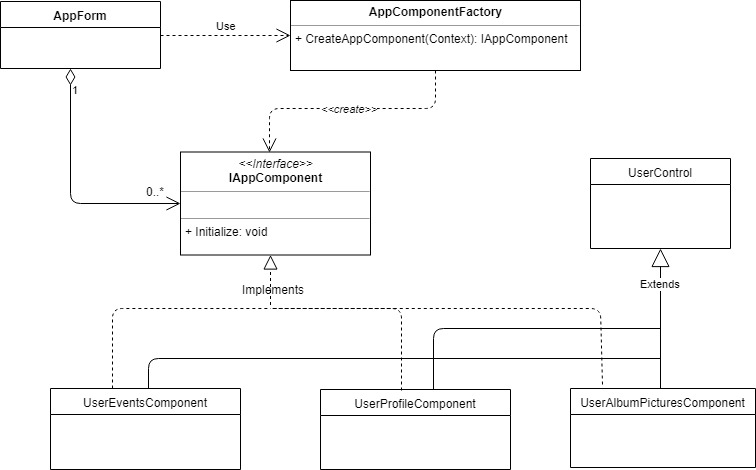 AppForm
AppComponentFactory
Use
+ CreateAppComponent(Context): IAppComponent
1
<<create>>
<<Interface>>
IAppComponent
UserControl
0..*
+ Initialize: void
Implements
Extends
UserEventsComponent
UserProfileComponent
UserAlbumPicturesComponent